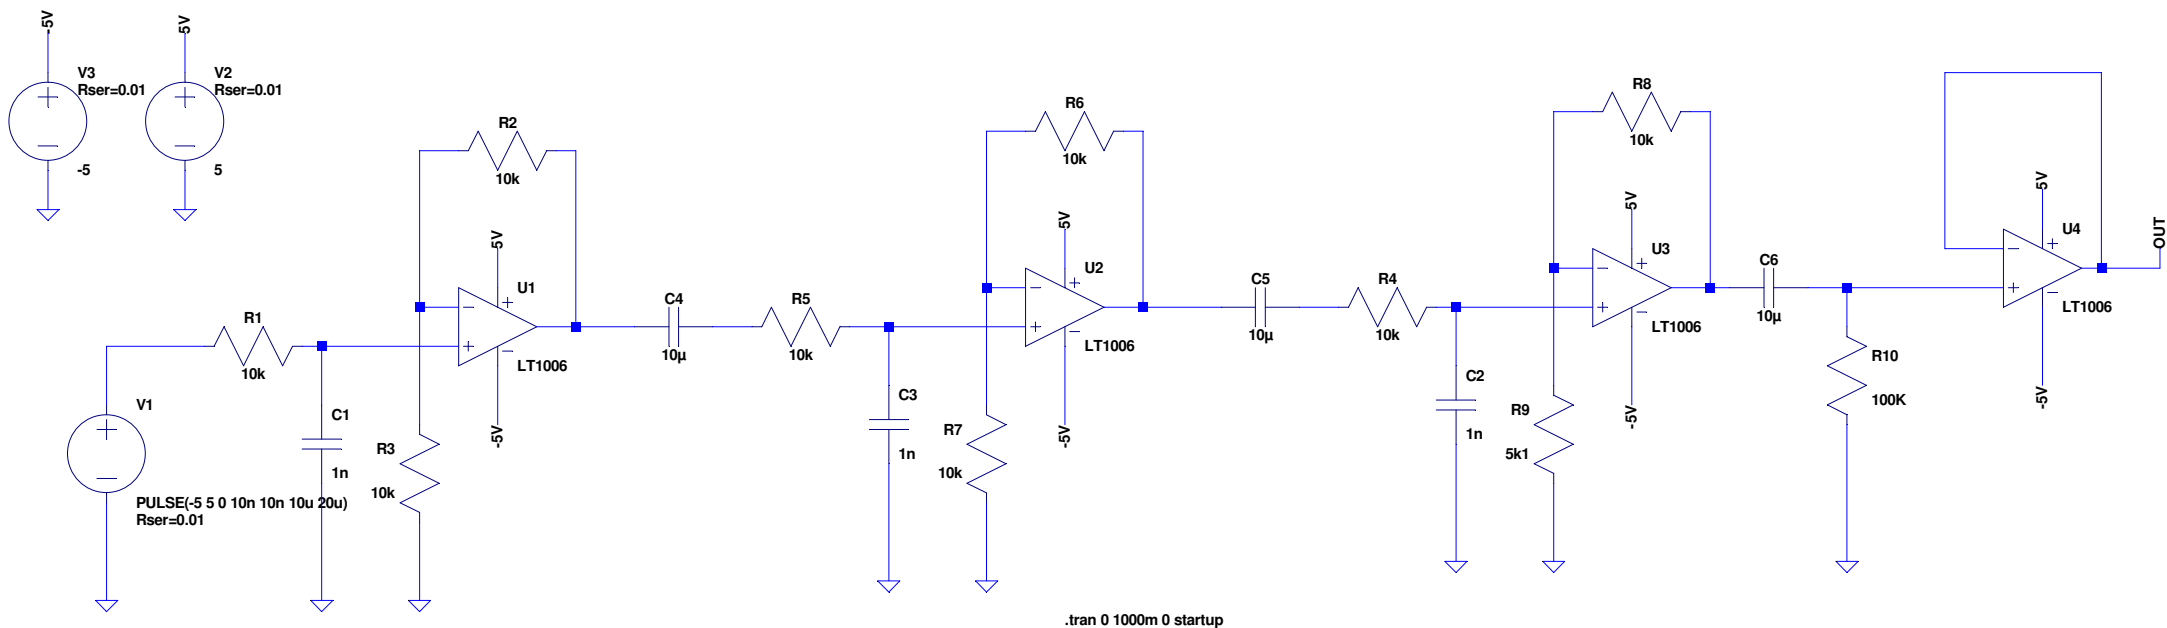 -5V
5V
V3
Rser=0.01
-5
V2
Rser=0.01
5
R2
10k
R6
10k
R8
10k
5V
U1
LT1006
-5V
5V
U2
LT1006
-5V
5V
U3
LT1006
-5V
5V
U4
LT1006
-5V
OUT
R1
10k
V1
PULSE(-5 5 0 10n 10n 10u 20u)
Rser=0.01
C1
1n
R3
10k
C4
10µ
R5
10k
C3
1n
R7
10k
C5
10µ
R4
10k
C2
1n
R9
5k1
C6
10µ
R10
100K
.tran 0 1000m 0 startup